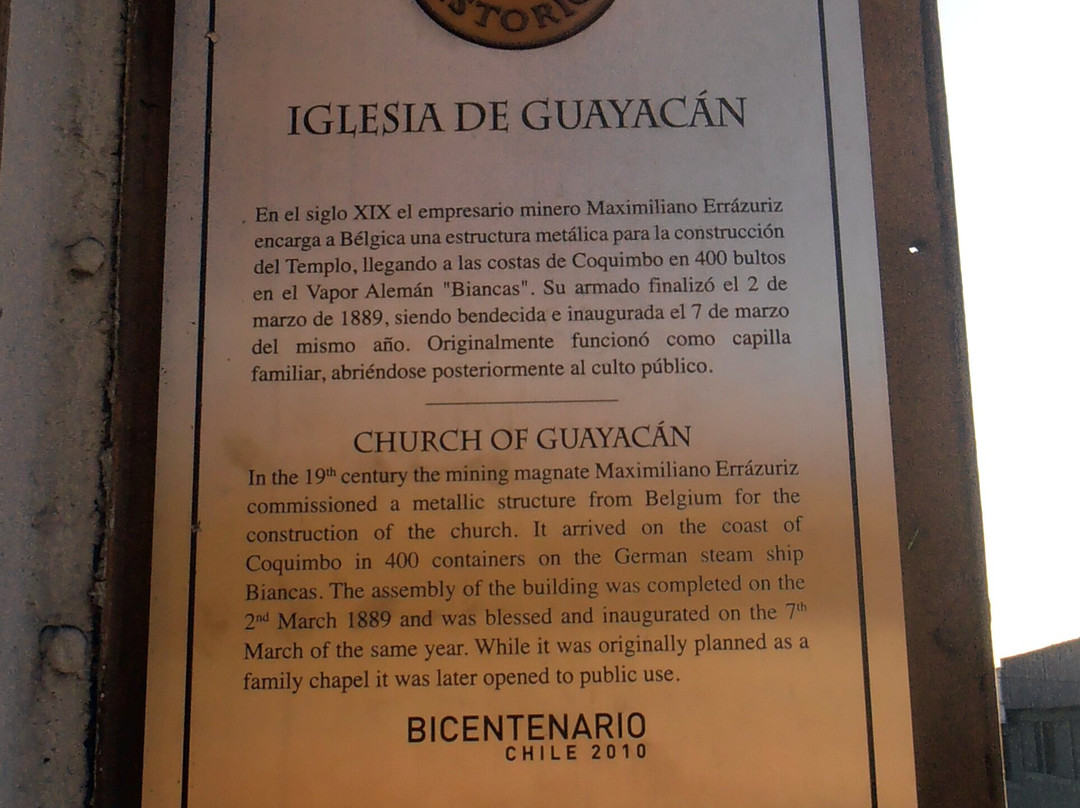 HISTORIC
IGLESIA DE GUAYACÁN
En el siglo XIX el empresario minero Maximiliano Errázuriz
encarga a Bélgica una estructura metálica para la construcción
del Templo, llegando a las costas de Coquimbo en 400 bultos
en el Vapor Alemán "Biancas". Su armado finalizó el 2 de
marzo de 1889, siendo bendecida e inaugurada el 7 de marzo
del mismo año. Originalmente funcionó como capilla
familiar, abriéndose posteriormente al culto público.
CHURCH OF GUAYACÁN
In the 19th century the mining magnate Maximiliano Errázuriz
commissioned a metallic structure from Belgium for the
construction of the church. It arrived on the coast of
Coquimbo in 400 containers on the German steam ship
Biancas. The assembly of the building was completed on the
2nd March 1889 and was blessed and inaugurated on the 7th
March of the same year. While it was originally planned as a
family chapel it was later opened to public use.
BICENTENARIO
CHILE 2010